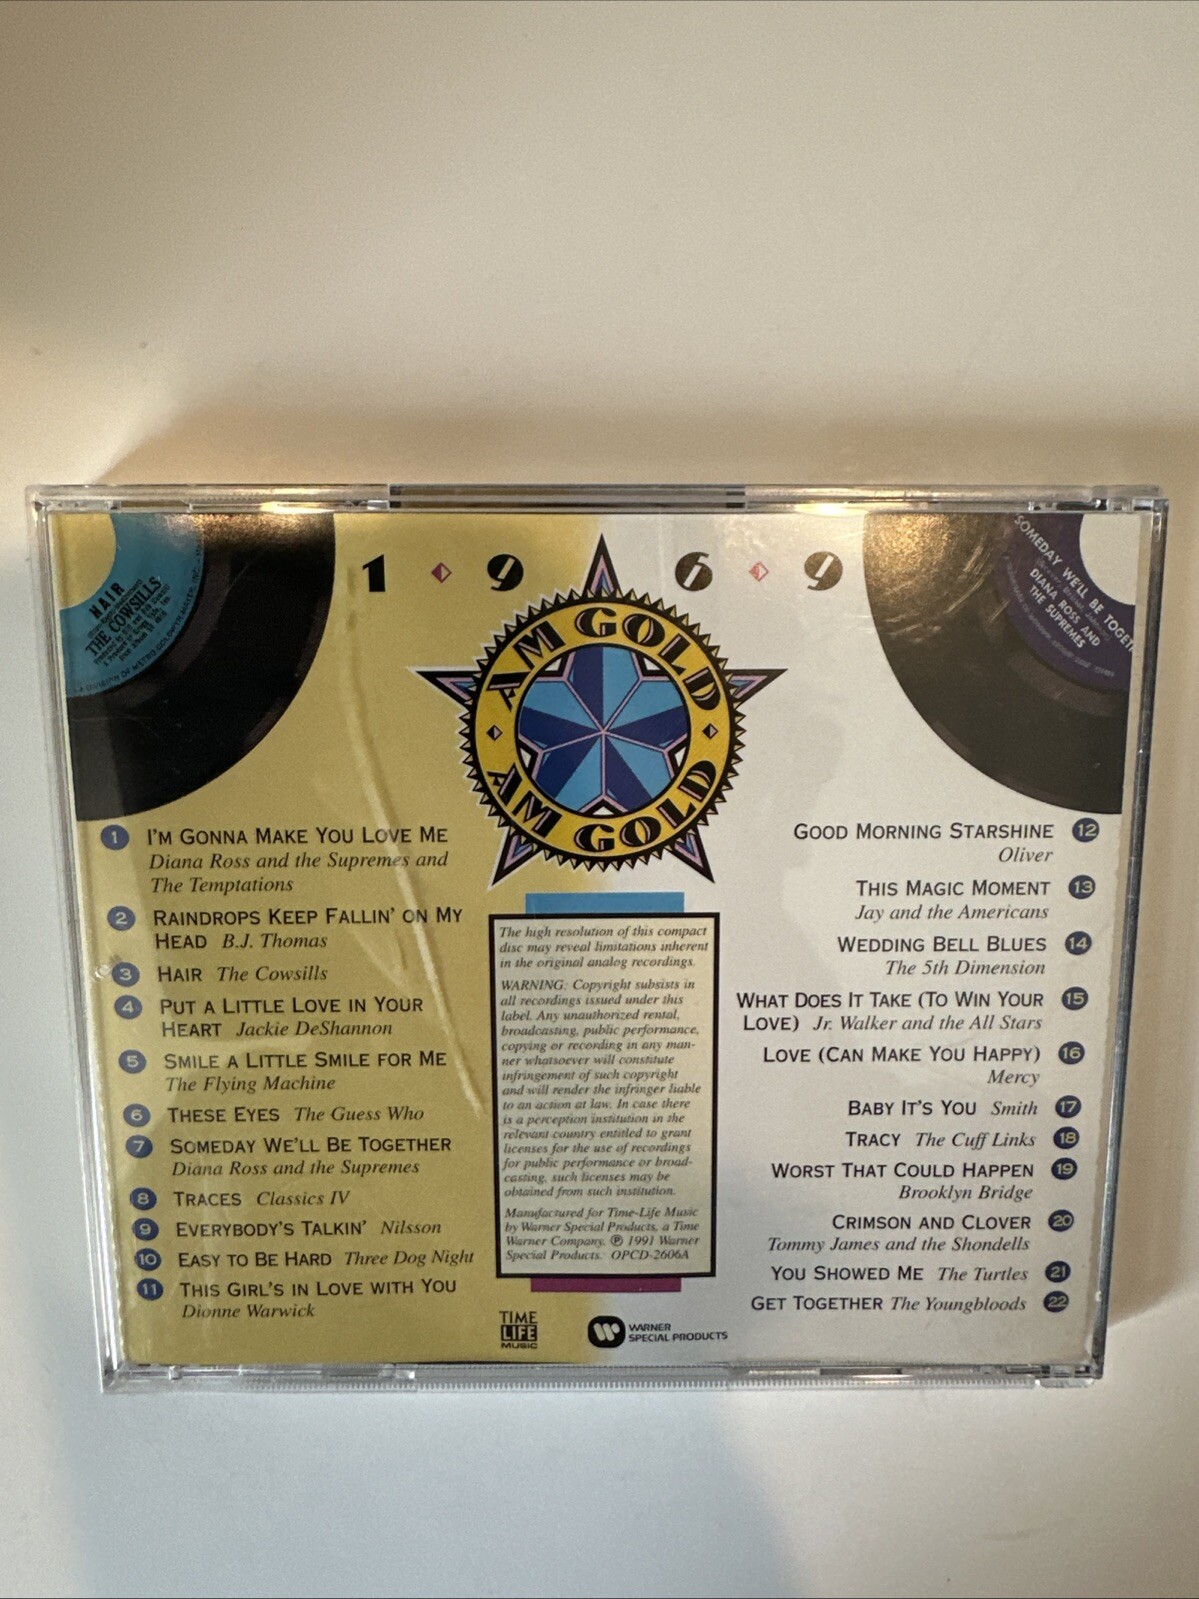 1 9 6 9
HAIR
THE COWSILLS
SOMEDAY WE'LL BE TOGETH
DIANA ROSS AND
THE SUPREMES
AM GOLD
AM GOLD
1 I'M GONNA MAKE YOU LOVE ME
Diana Ross and the Supremes and
The Temptations
2 RAINDROPS KEEP FALLIN' ON MY
HEAD B.J. Thomas
3 HAIR The Cowsills
4 PUT A LITTLE LOVE IN YOUR
HEART Jackie DeShannon
5 SMILE A LITTLE SMILE FOR ME
The Flying Machine
6 THESE EYES The Guess Who
7 SOMEDAY WE'LL BE TOGETHER
Diana Ross and the Supremes
8 TRACES Classics IV
9 EVERYBODY'S TALKIN' Nilsson
10 EASY TO BE HARD Three Dog Night
11 THIS GIRL'S IN LOVE WITH YOU
Dionne Warwick
The high resolution of this compact
disc may reveal limitations inherent
in the original analog recordings.
WARNING: Copyright subsists in
all recordings issued under this
label. Any unauthorized rental,
broadcasting, public performance,
copying or recording in any man-
ner whatsoever will constitute
infringement of such copyright
and will render the infringer liable
to an action at law. In case there
is a perception institution in the
relevant country entitled to grant
licenses for the use of recordings
for public performance or broad-
casting, such licenses may be
obtained from such institution.
Manufactured for Time-Life Music
by Warner Special Products, a Time
Warner Company. ℗ 1991 Warner
Special Products. OPCD-2606A
TIME
LIFE
MUSIC
WARNER
SPECIAL PRODUCTS
GOOD MORNING STARSHINE 12
Oliver
THIS MAGIC MOMENT 13
Jay and the Americans
WEDDING BELL BLUES 14
The 5th Dimension
WHAT DOES IT TAKE (TO WIN YOUR 15
LOVE) Jr. Walker and the All Stars
LOVE (CAN MAKE YOU HAPPY) 16
Mercy
BABY IT'S YOU Smith 17
TRACY The Cuff Links 18
WORST THAT COULD HAPPEN 19
Brooklyn Bridge
CRIMSON AND CLOVER 20
Tommy James and the Shondells
YOU SHOWED ME The Turtles 21
GET TOGETHER The Youngbloods 22